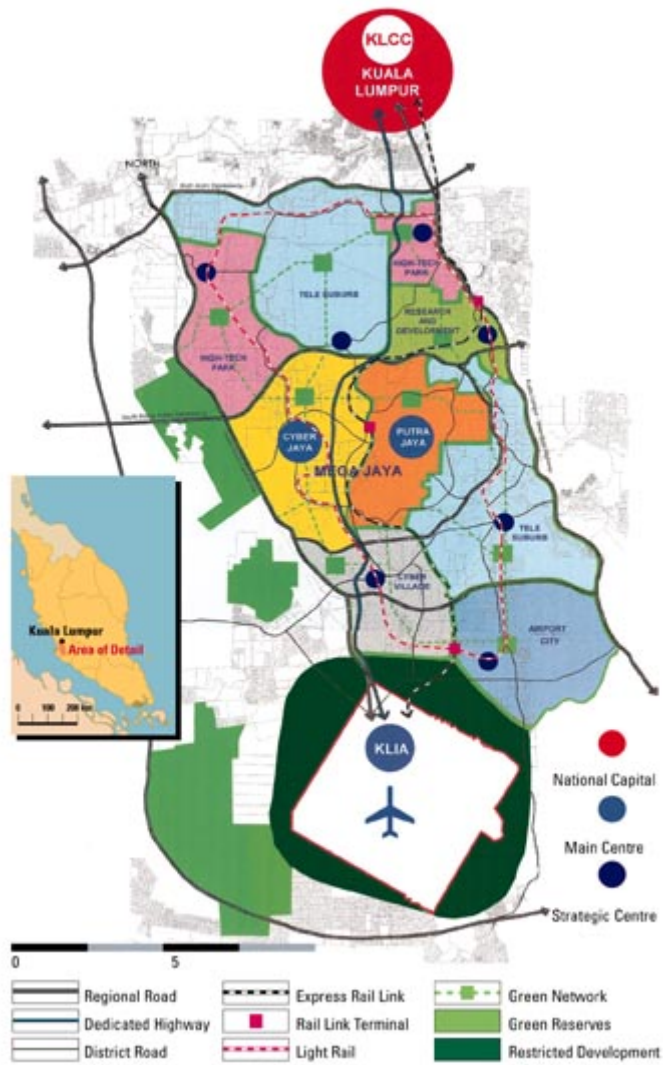 KLCC
KUALA
LUMPUR
NORTH
HIGH-TECH
PARK
TELE SUBURB
RESEARCH
AND
DEVELOPMENT
HIGH-TECH
PARK
CYBER
JAYA
PUTRA
JAYA
MEGA JAYA
TELE
SUBURB
CYBER
VILLAGE
AIRPORT
CITY
Kuala Lumpur
Area of Detail
0 100 200 km
KLIA
National Capital
Main Centre
Strategic Centre
0 5
Regional Road
Express Rail Link
Green Network
Dedicated Highway
Rail Link Terminal
Green Reserves
District Road
Light Rail
Restricted Development